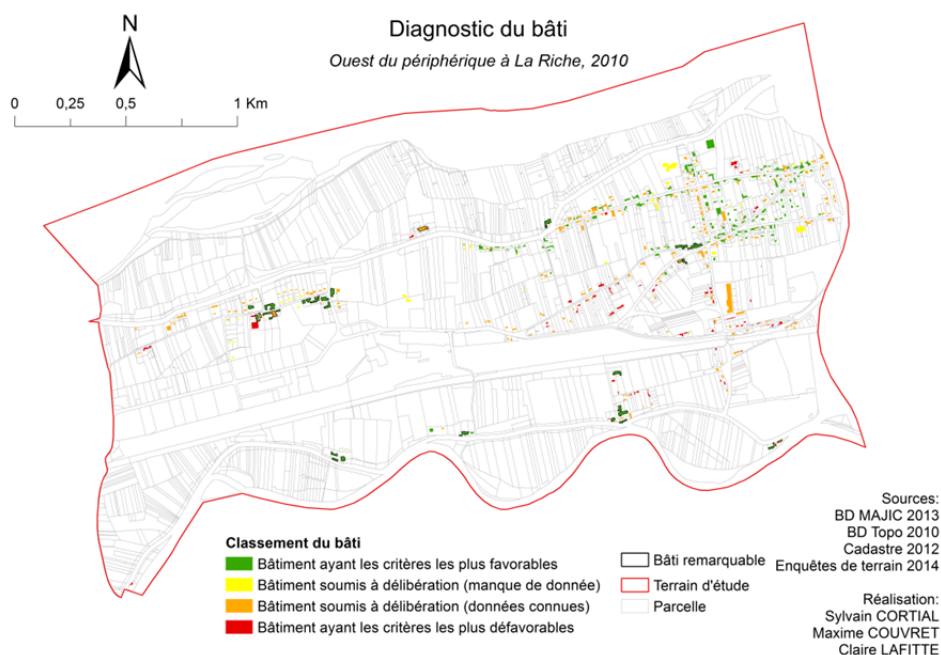 Diagnostic du bâti
Ouest du périphérique à La Riche, 2010
N
0 0,25 0,5 1 Km
Classement du bâti
Bâtiment ayant les critères les plus favorables
Bâtiment soumis à délibération (manque de donnée)
Bâtiment soumis à délibération (données connues)
Bâtiment ayant les critères les plus défavorables
Bâti remarquable
Terrain d'étude
Parcelle
Sources:
BD MAJIC 2013
BD Topo 2010
Cadastre 2012
Enquêtes de terrain 2014
Réalisation:
Sylvain CORTIAL
Maxime COUVRET
Claire LAFITTE